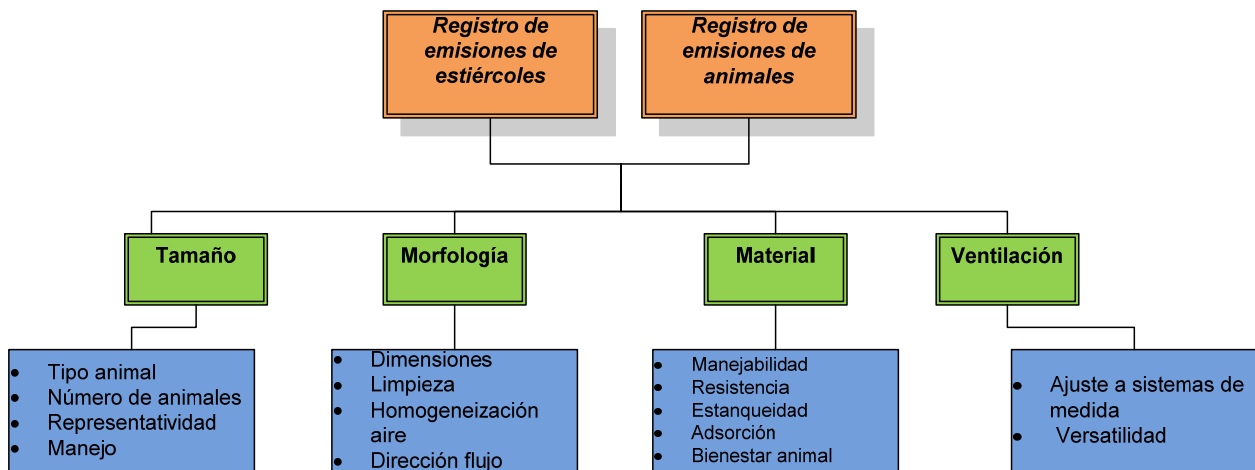 Registro de
emisiones de
estiércoles
Registro de
emisiones de
animales
Tamaño
Morfología
Material
Ventilación
• Tipo animal
• Número de animales
• Representatividad
• Manejo
• Dimensiones
• Limpieza
• Homogeneización
aire
• Dirección flujo
• Manejabilidad
• Resistencia
• Estanqueidad
• Adsorción
• Bienestar animal
• Ajuste a sistemas de
medida
• Versatilidad